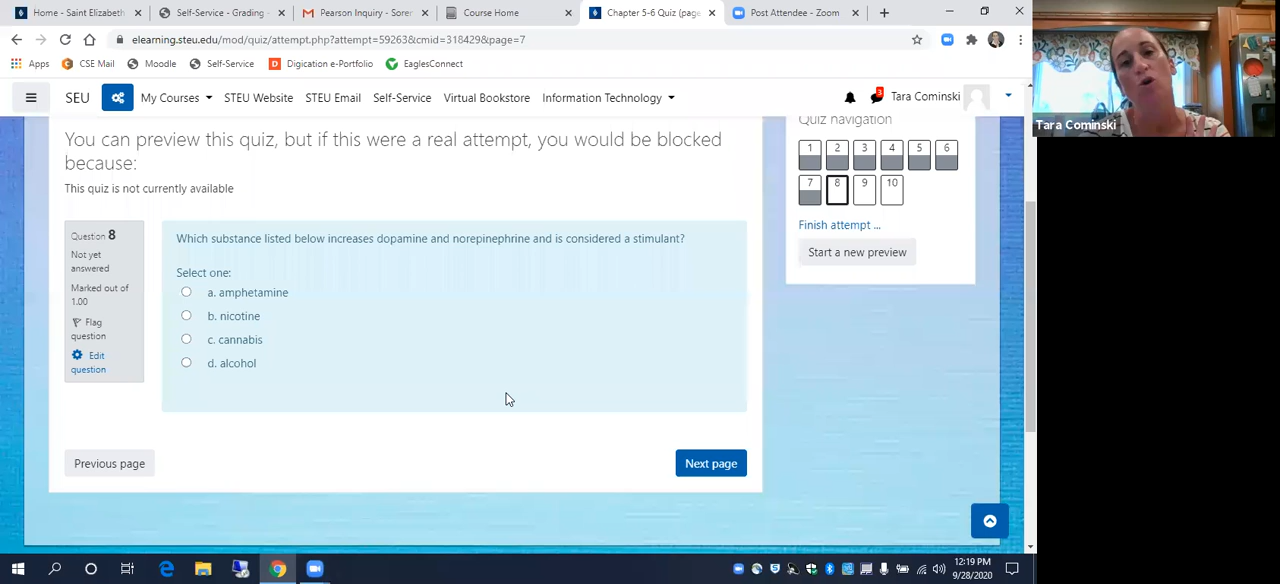 Home - Saint Elizabeth
Self-Service - Grading -
Pearson Inquiry - Sorer
Course Home
Chapter 5-6 Quiz (page
Post Attendee - Zoom
elearning.steu.edu/mod/quiz/attempt.php?attempt=59263&cmid=318429&page=7
Apps
CSE Mail
Moodle
Self-Service
Digication e-Portfolio
EaglesConnect
SEU
My Courses
STEU Website
STEU Email
Self-Service
Virtual Bookstore
Information Technology
3
Tara Cominski
Tara Cominski
You can preview this quiz, but if this were a real attempt, you would be blocked
because:
This quiz is not currently available
Question 8
Not yet
answered
Marked out of
1.00
Flag
question
Edit
question
Which substance listed below increases dopamine and norepinephrine and is considered a stimulant?
Select one:
a. amphetamine
b. nicotine
c. cannabis
d. alcohol
Previous page
Next page
Quiz navigation
1 2 3 4 5 6
7 8 9 10
Finish attempt ...
Start a new preview
12:19 PM
9/28/2020